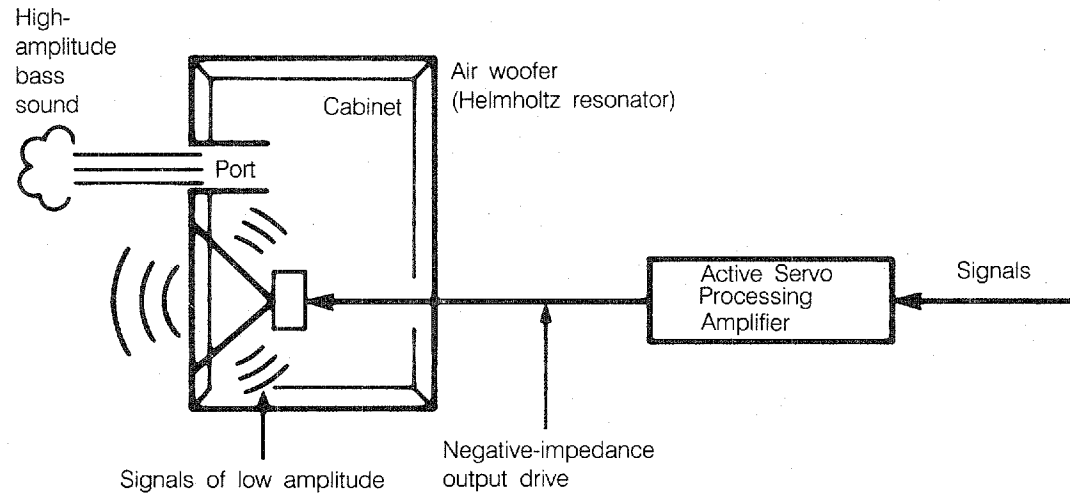 High-
amplitude
bass
sound
Air woofer
(Helmholtz resonator)
Cabinet
Port
Active Servo
Processing
Amplifier
Signals
Negative-impedance
output drive
Signals of low amplitude